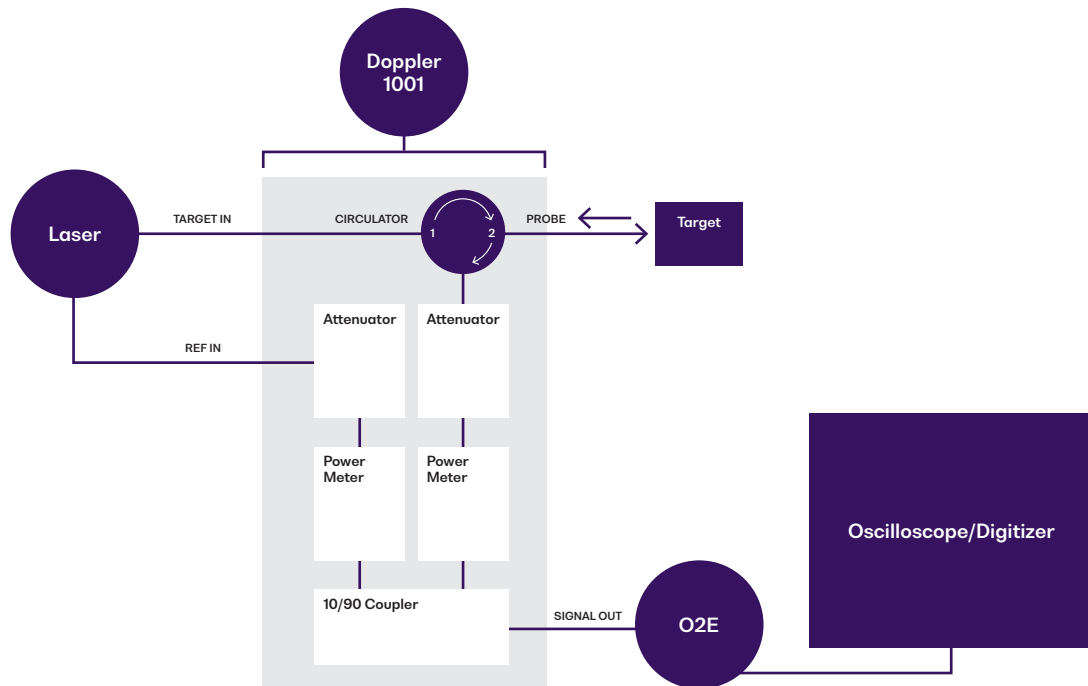 Doppler
1001
Laser
TARGET IN
CIRCULATOR
1
2
PROBE
Target
Attenuator
Attenuator
REF IN
Power
Meter
Power
Meter
Oscilloscope/Digitizer
10/90 Coupler
SIGNAL OUT
O2E